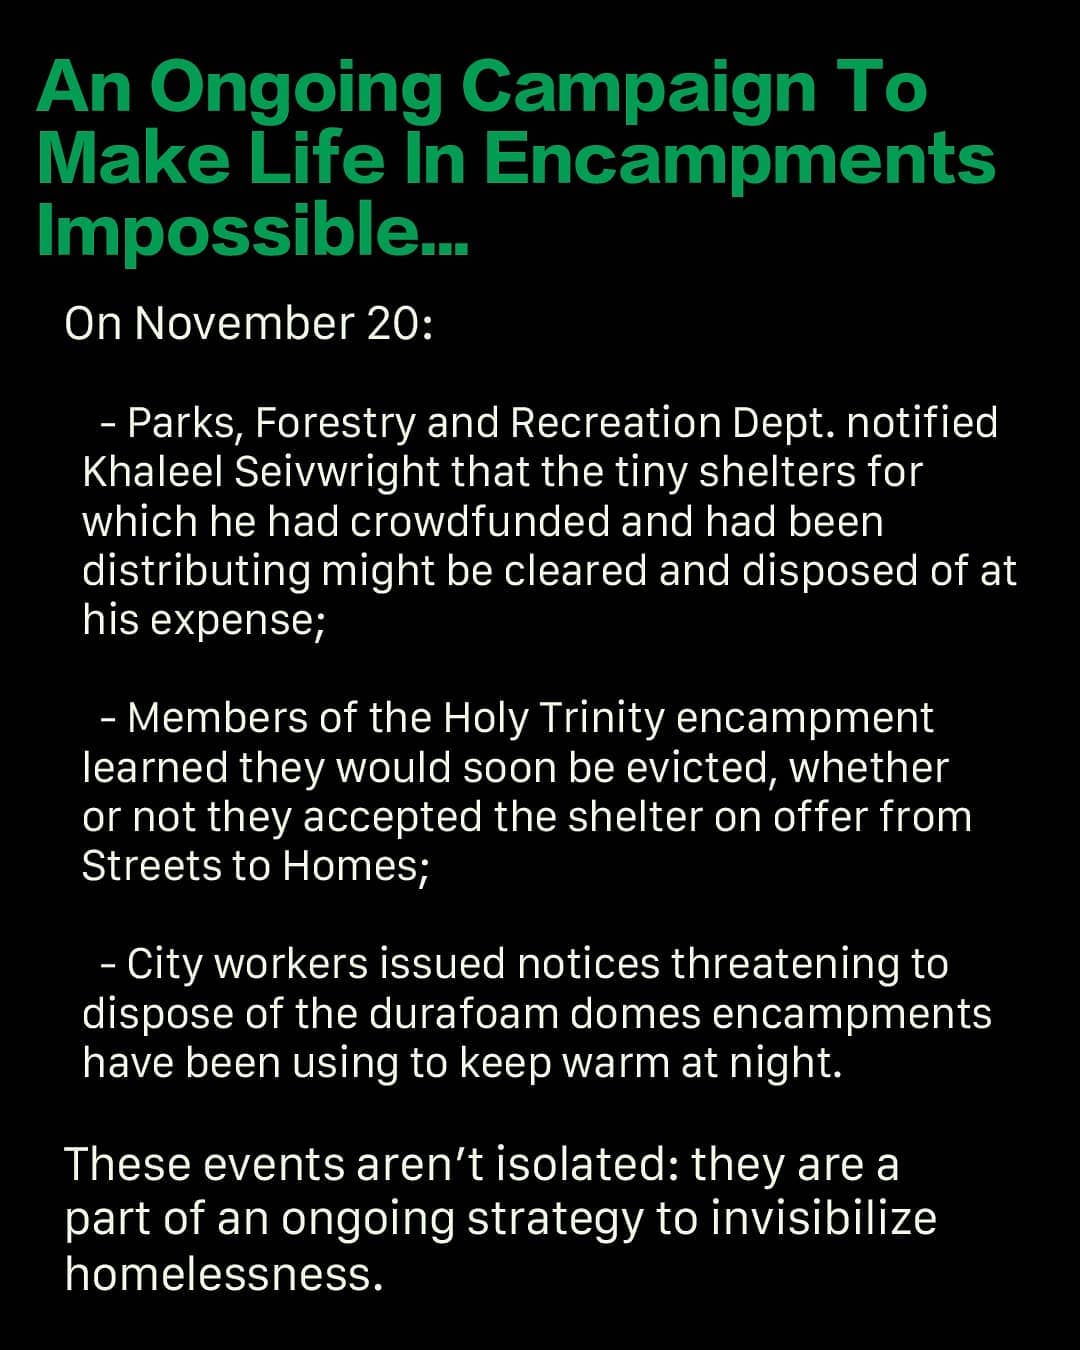 An Ongoing Campaign To
Make Life In Encampments
Impossible...
On November 20:
- Parks, Forestry and Recreation Dept. notified
Khaleel Seivwright that the tiny shelters for
which he had crowdfunded and had been
distributing might be cleared and disposed of at
his expense;
- Members of the Holy Trinity encampment
learned they would soon be evicted, whether
or not they accepted the shelter on offer from
Streets to Homes;
- City workers issued notices threatening to
dispose of the durafoam domes encampments
have been using to keep warm at night.
These events aren't isolated: they are a
part of an ongoing strategy to invisibilize
homelessness.